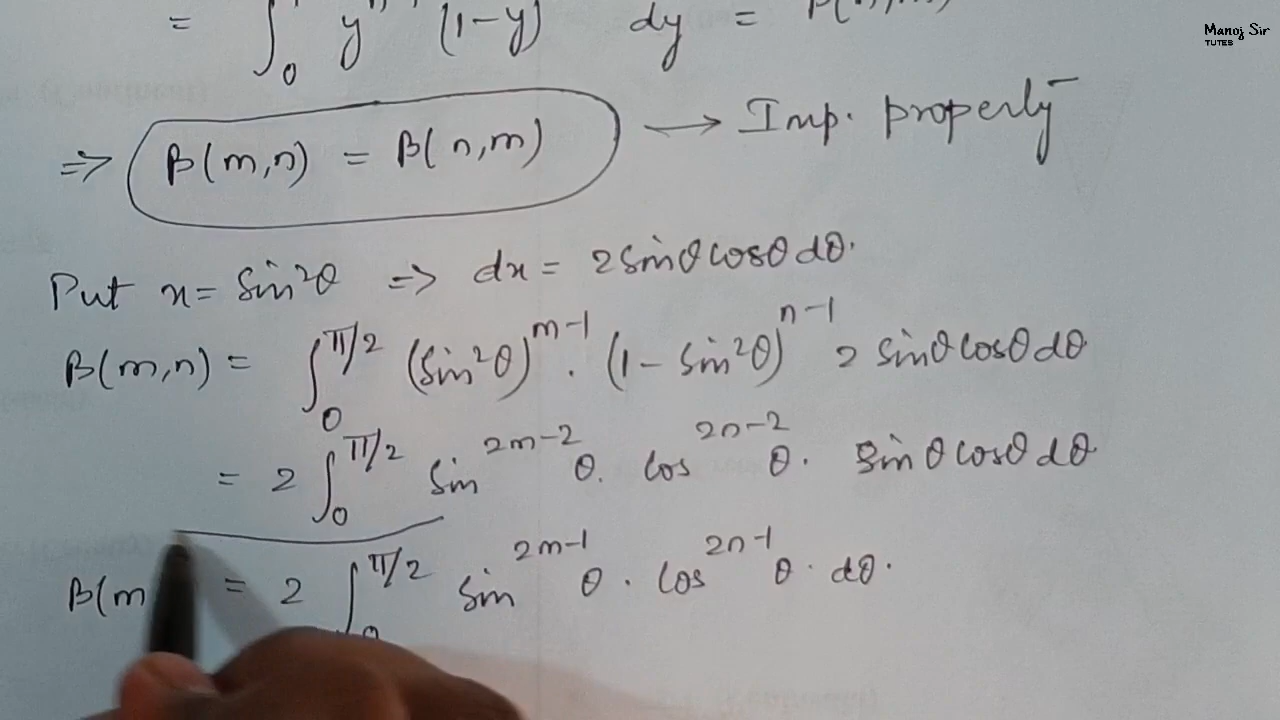 Manoj Sir
TUTES
= ∫₀ y (1-y) dy =
⇒ β(m,n) = β(n,m) → Imp. property
Put x = Sin²θ ⇒ dx = 2 Sinθ cosθ dθ.
β(m,n) = ∫₀^π/2 (Sin²θ)^m-1 . (1 - Sin²θ)^n-1 2 Sinθ cosθ dθ
= 2 ∫₀^π/2 Sin^2m-2 θ. cos^2n-2 θ. Sinθ cosθ dθ.
β(m = 2 ∫₀^π/2 Sin^2m-1 θ . cos^2n-1 θ . dθ.